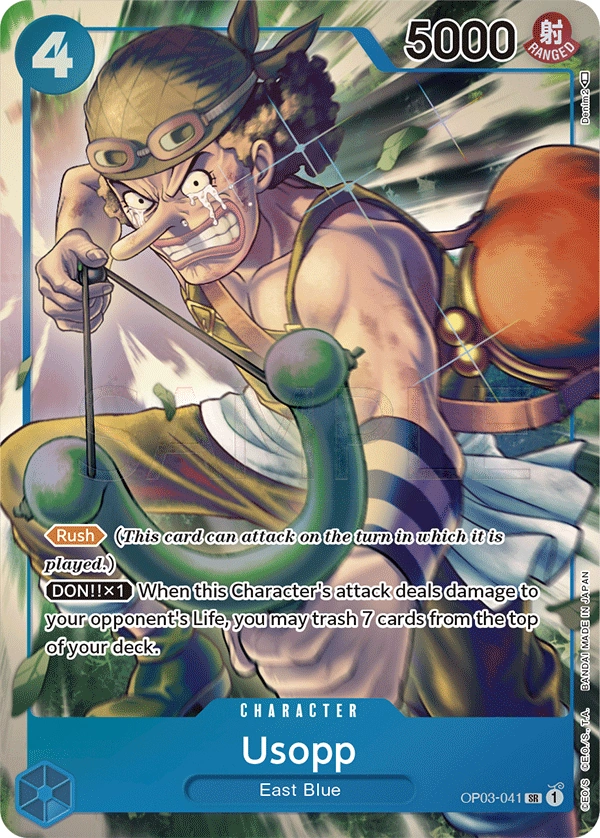 4
5000
射
RANGED
Donim2
SAMPLE
Rush (This card can attack on the turn in which it is
played.)
DON!!×1 When this Character's attack deals damage to
your opponent's Life, you may trash 7 cards from the top
of your deck.
CHARACTER
Usopp
East Blue
OP03-041 SR 1
©E.O/S. ©E.O./S., T.A. BANDAI MADE IN JAPAN